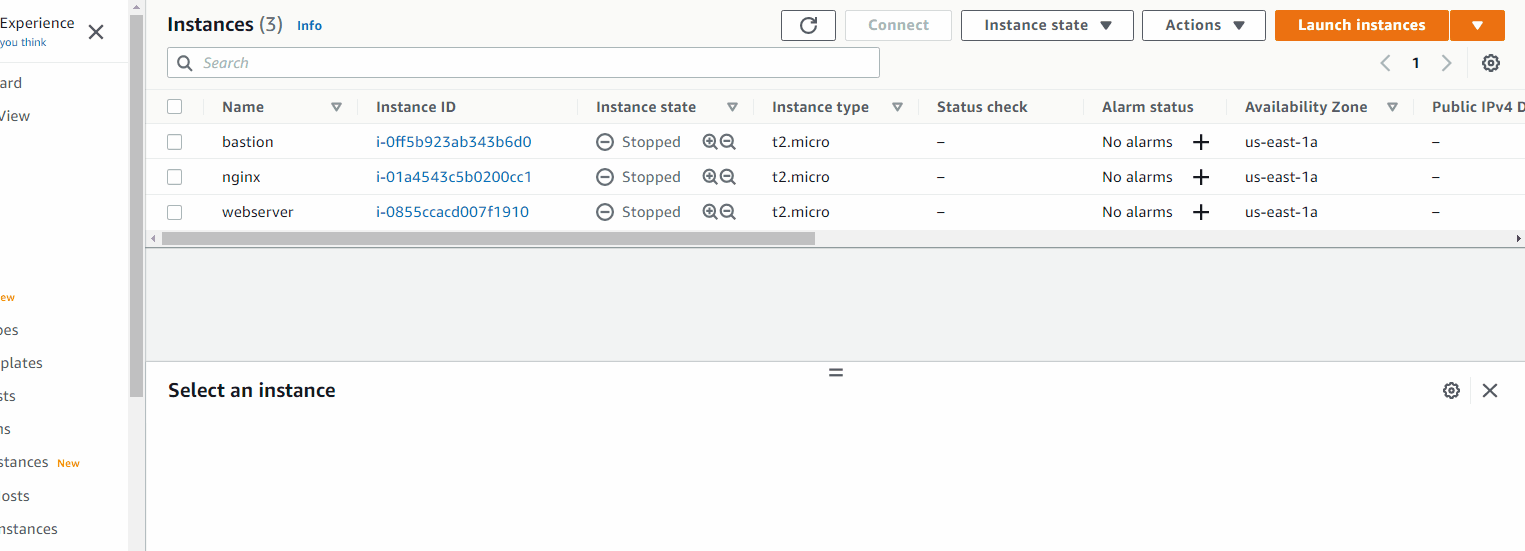 Experience
you think
ard
View
ew
pes
plates
sts
ns
stances New
osts
nstances
Instances (3) Info
Connect
Instance state
Actions
Launch instances
Search
1
Name Instance ID Instance state Instance type Status check Alarm status Availability Zone Public IPv4 D
bastion i-0ff5b923ab343b6d0 Stopped t2.micro – No alarms + us-east-1a –
nginx i-01a4543c5b0200cc1 Stopped t2.micro – No alarms + us-east-1a –
webserver i-0855ccacd007f1910 Stopped t2.micro – No alarms + us-east-1a –
Select an instance